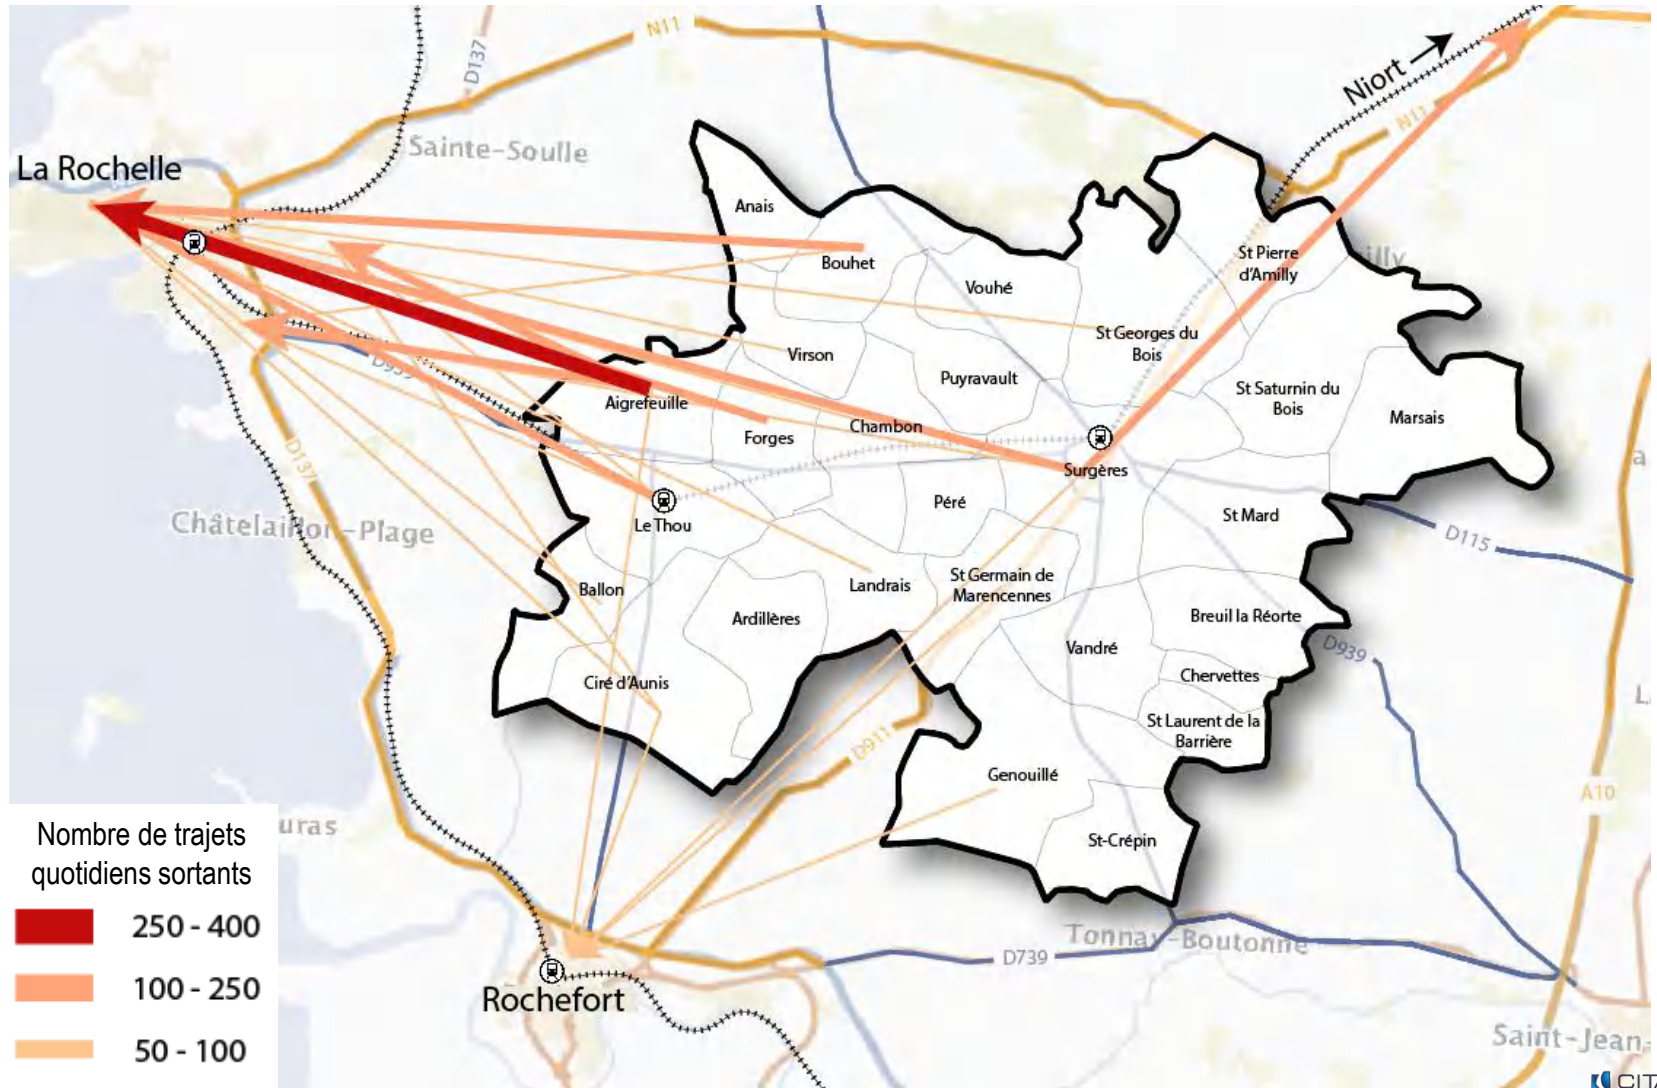 N11
D137
Niort
N11
Sainte-Soulle
La Rochelle
Anais
Bouhet
St Pierre
d'Amilly
illy
Vouhé
St Georges du
Bois
Virson
D939
Puyravault
St Saturnin du
Bois
Marsais
Aigrefeuille
Forges
Chambon
Surgères
D137
Péré
St Mard
Le Thou
Châtelaillon-Plage
D115
Ballon
Landrais
St Germain de
Marencennes
Ardillères
Breuil la Réorte
Vandré
D939
Chervettes
Ciré d'Aunis
St Laurent de la
Barrière
D911
Genouillé
A10
uras
St-Crépin
Nombre de trajets
quotidiens sortants
250 - 400
100 - 250
50 - 100
Tonnay-Boutonne
D739
Rochefort
Saint-Jean-
CITA